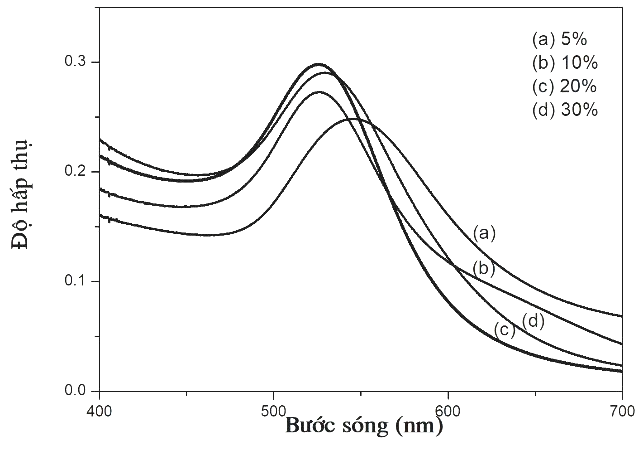 (a) 5%
(b) 10%
(c) 20%
(d) 30%
0.3
0.2
0.1
0.0
Độ hấp thụ
(a)
(b)
(c)
(d)
400
500
600
700
Bước sóng (nm)